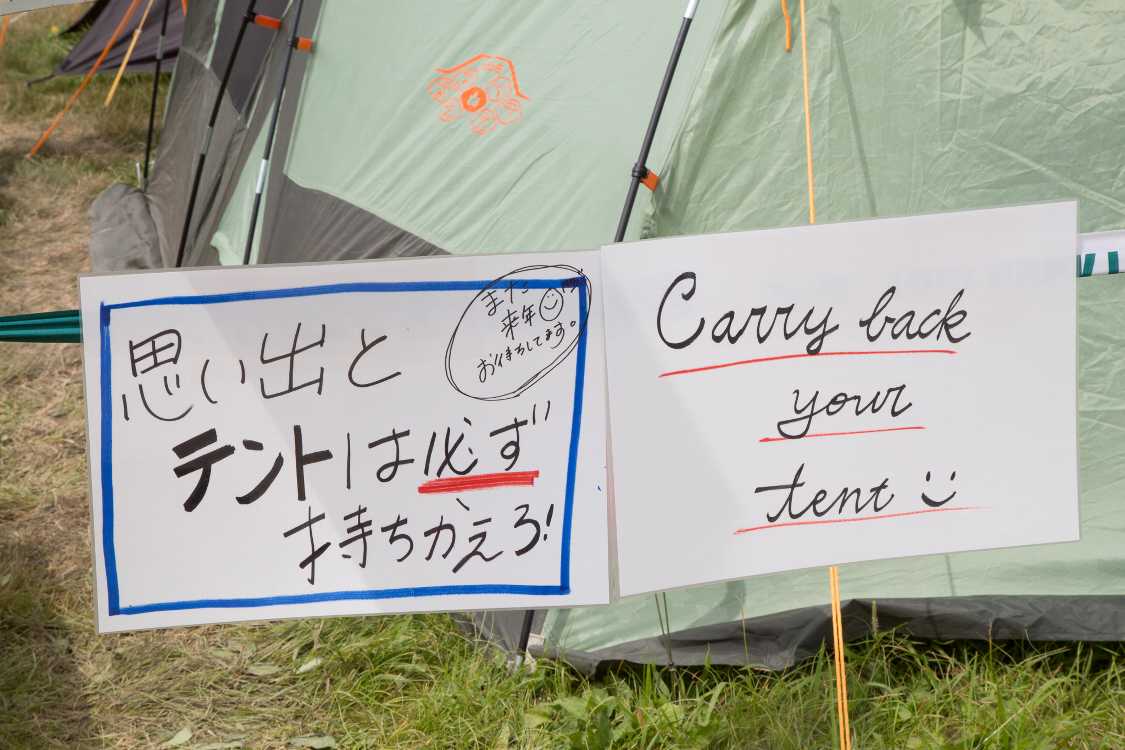 思い出と
テントは必ず
持ちかえろ!
また
来年
お待ちしてます。
Carry back
your
tent